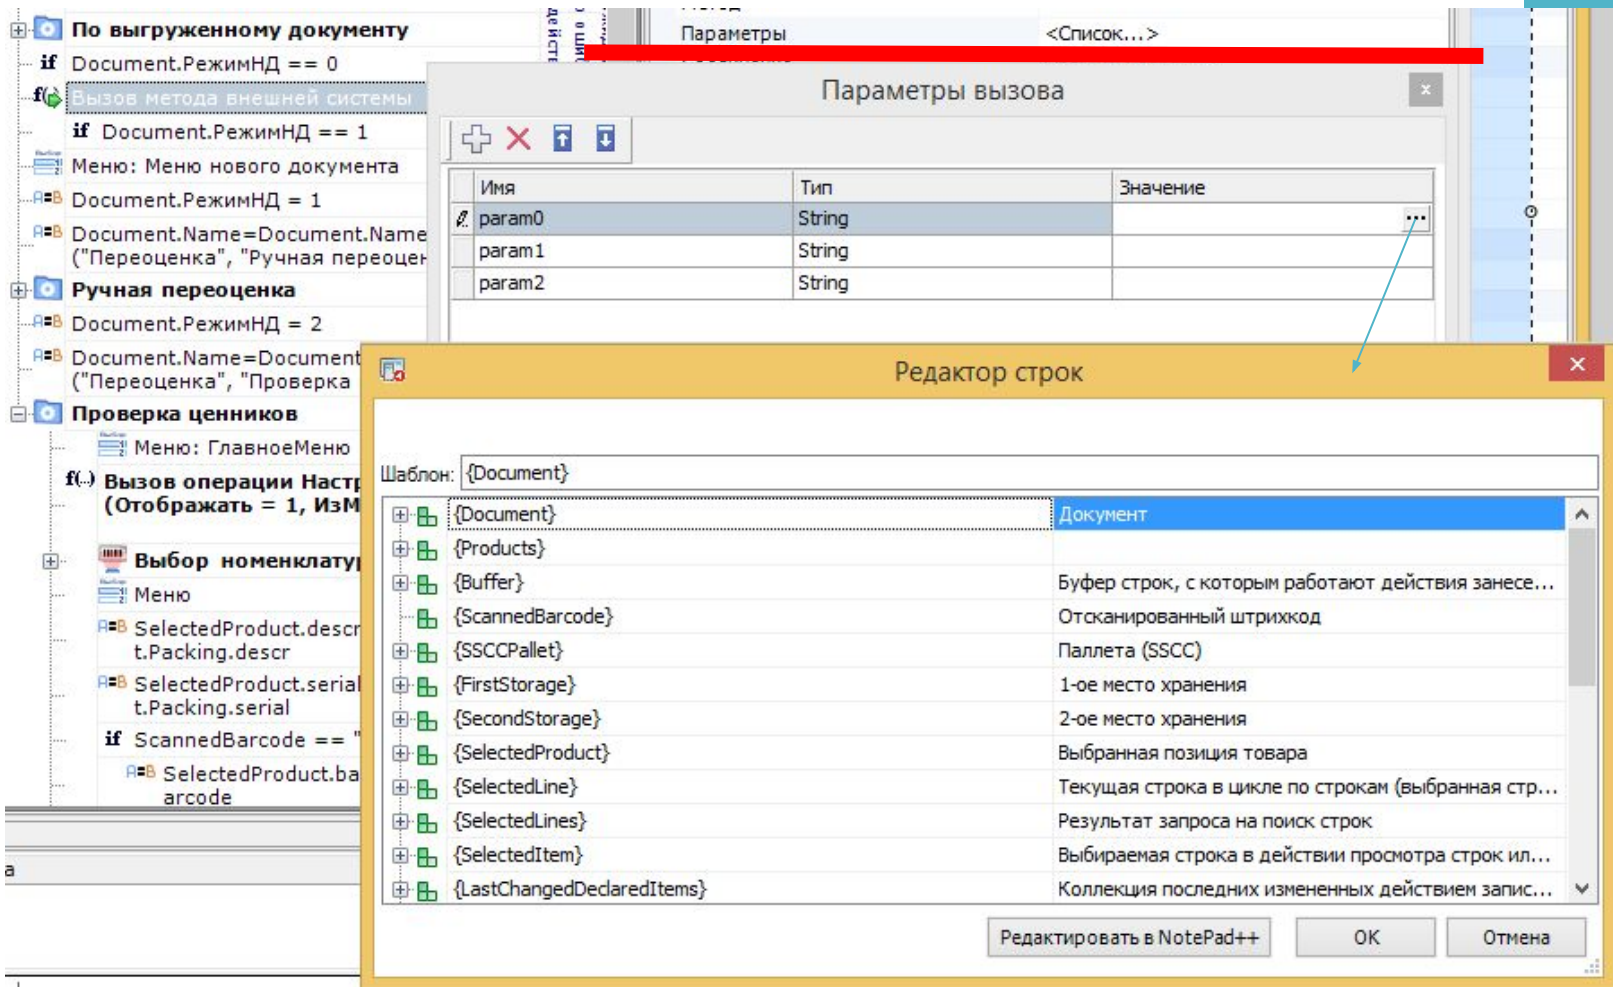 По выгруженному документу
if Document.РежимНД == 0
f( Вызов метода внешней системы
if Document.РежимНД == 1
Меню: Меню нового документа
A=B Document.РежимНД = 1
A=B Document.Name=Document.Name
("Переоценка", "Ручная переоцен
Ручная переоценка
A=B Document.РежимНД = 2
A=B Document.Name=Document
("Переоценка", "Проверка
Проверка ценников
Меню: ГлавноеМеню
f(..) Вызов операции Настр
(Отображать = 1, ИзМ
Выбор номенклату
Меню
A=B SelectedProduct.descr
t.Packing.descr
A=B SelectedProduct.serial
t.Packing.serial
if ScannedBarcode == "
A=B SelectedProduct.ba
arcode
а
Параметры <Список...>
Параметры вызова
x
Имя Тип Значение
param0 String ...
param1 String
param2 String
Редактор строк
x
Шаблон: {Document}
{Document} Документ
{Products}
{Buffer} Буфер строк, с которым работают действия занесе...
{ScannedBarcode} Отсканированный штрихкод
{SSCCPallet} Паллета (SSCC)
{FirstStorage} 1-ое место хранения
{SecondStorage} 2-ое место хранения
{SelectedProduct} Выбранная позиция товара
{SelectedLine} Текущая строка в цикле по строкам (выбранная стр...
{SelectedLines} Результат запроса на поиск строк
{SelectedItem} Выбираемая строка в действии просмотра строк ил...
{LastChangedDeclaredItems} Коллекция последних измененных действием запис...
Редактировать в NotePad++ OK Отмена